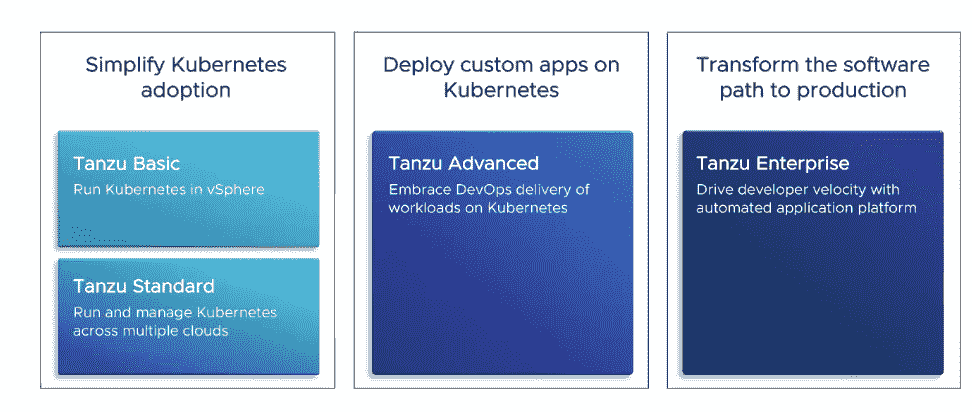 Simplify Kubernetes
adoption
Tanzu Basic
Run Kubernetes in vSphere
Tanzu Standard
Run and manage Kubernetes
across multiple clouds
Deploy custom apps on
Kubernetes
Tanzu Advanced
Embrace DevOps delivery of
workloads on Kubernetes
Transform the software
path to production
Tanzu Enterprise
Drive developer velocity with
automated application platform